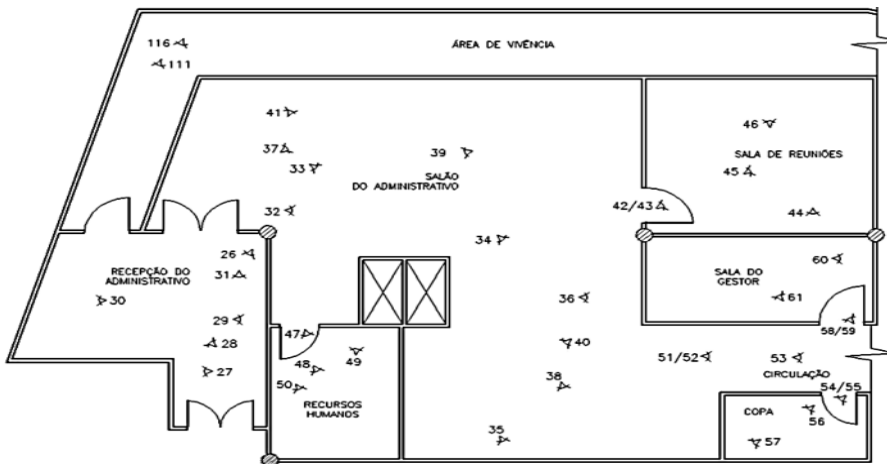 ÁREA DE VIVÊNCIA
116
111
41
46
37
39
SALA DE REUNIÕES
33
45
SALÃO
DO ADMINISTRATIVO
42/43
44
32
34
26
60
RECEPÇÃO DO
ADMINISTRATIVO
31
SALA DO
GESTOR
30
36
61
29
58/59
47
28
40
49
51/52
53
48
27
CIRCULAÇÃO
50
38
54/55
RECURSOS
HUMANOS
COPA
56
35
57